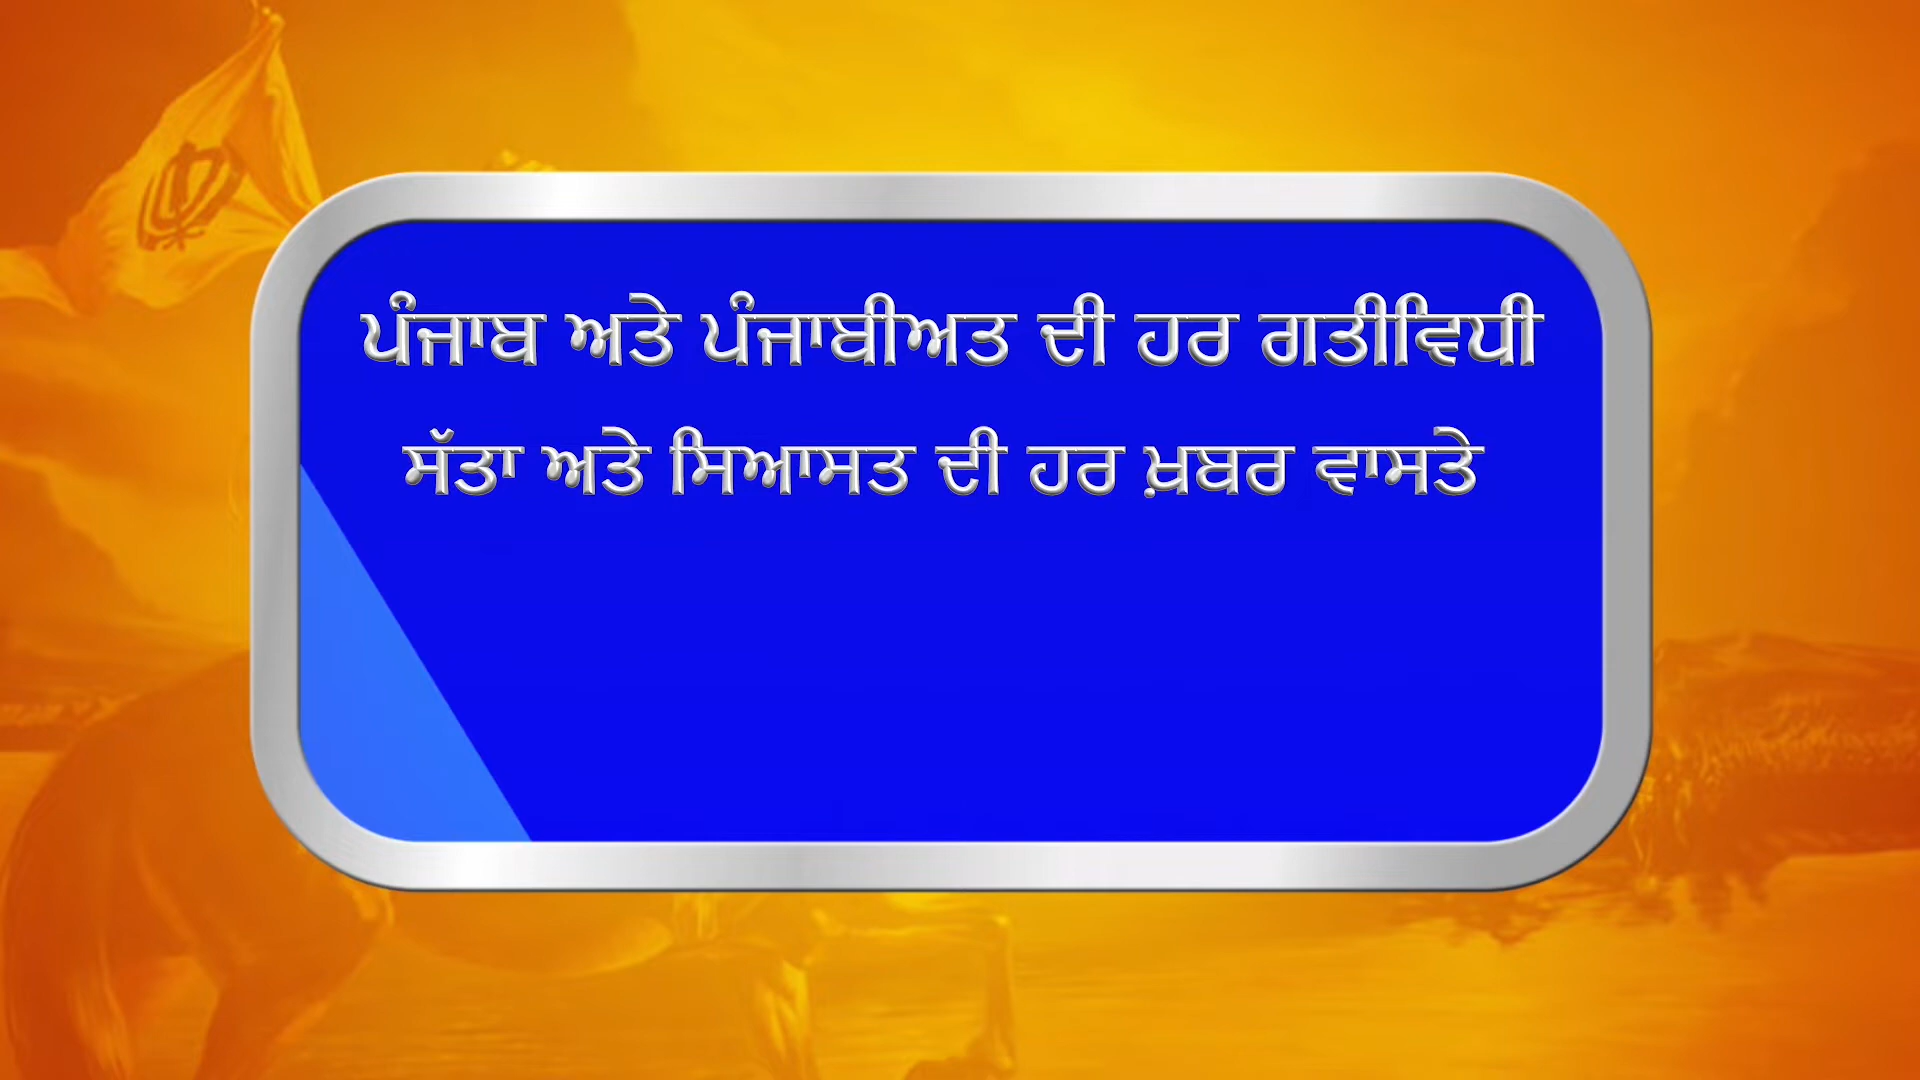 ਪੰਜਾਬ ਅਤੇ ਪੰਜਾਬੀਅਤ ਦੀ ਹਰ ਗਤੀਵਿਧੀ
ਸੱਤਾ ਅਤੇ ਸਿਆਸਤ ਦੀ ਹਰ ਖ਼ਬਰ ਵਾਸਤੇ